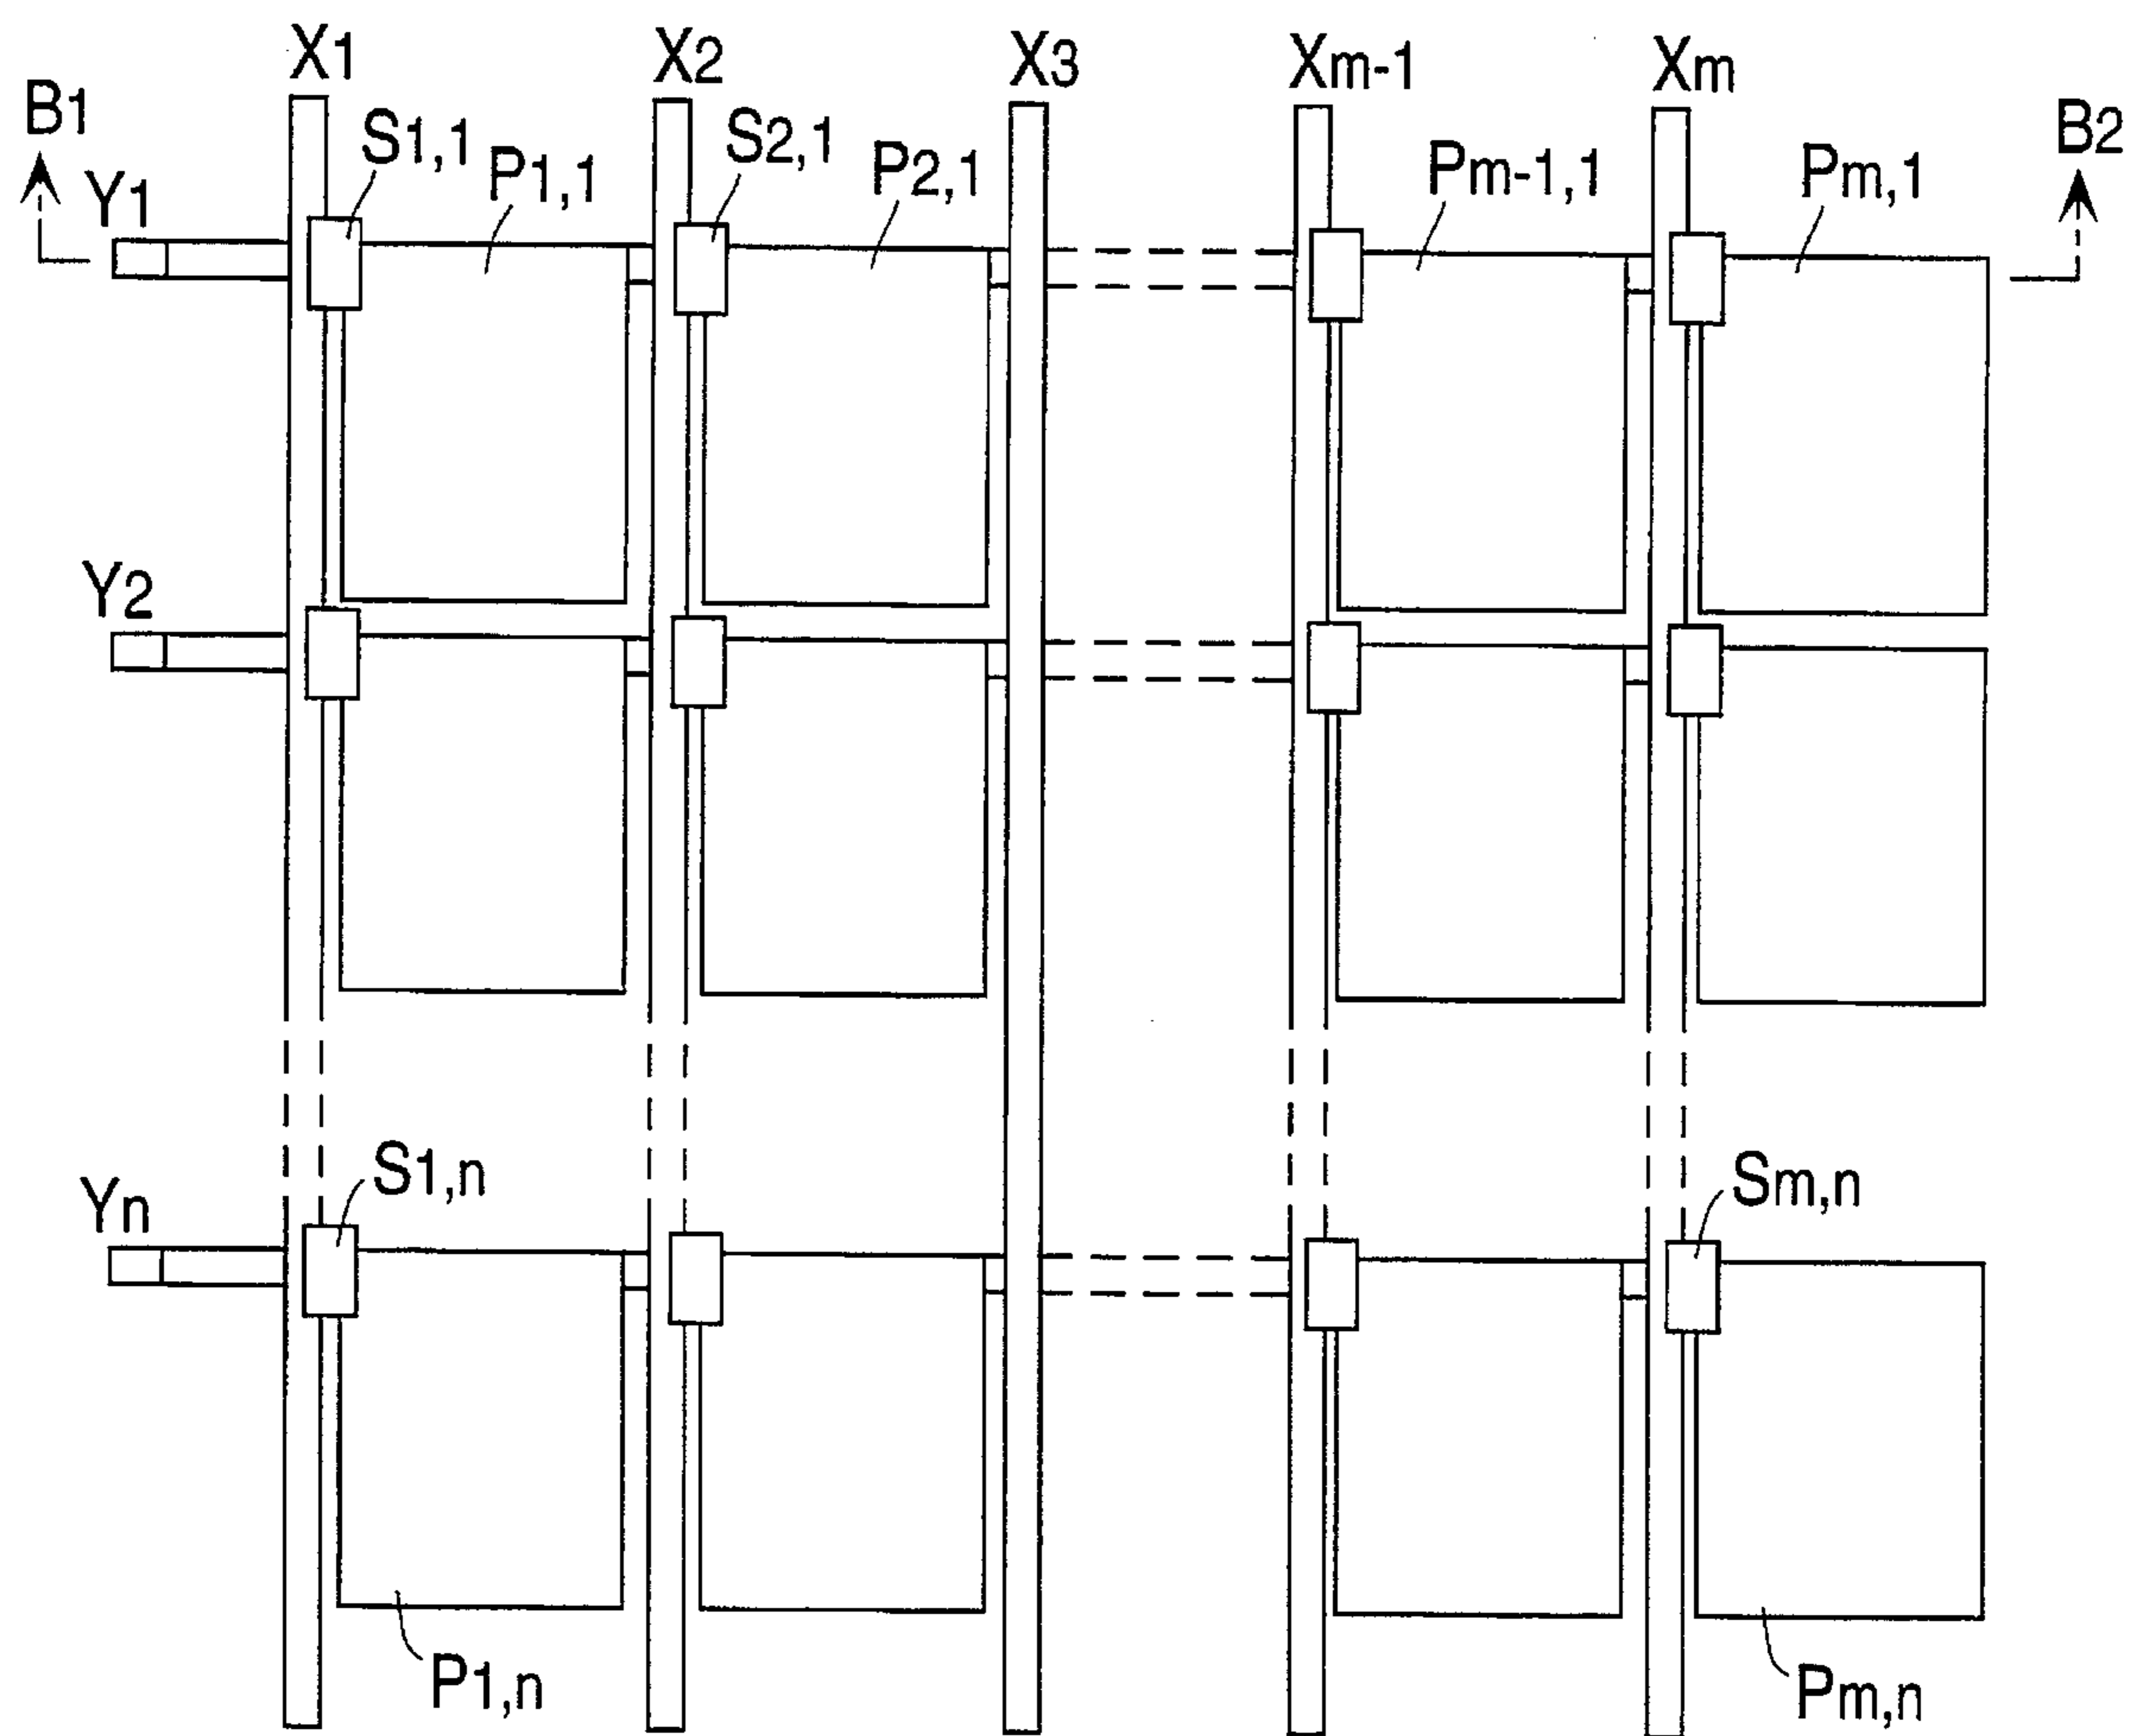 X1
X2
X3
Xm-1
Xm
B1
S1,1
P1,1
S2,1
P2,1
Pm-1,1
Pm,1
B2
Y1
Y2
Yn
S1,n
Sm,n
P1,n
Pm,n